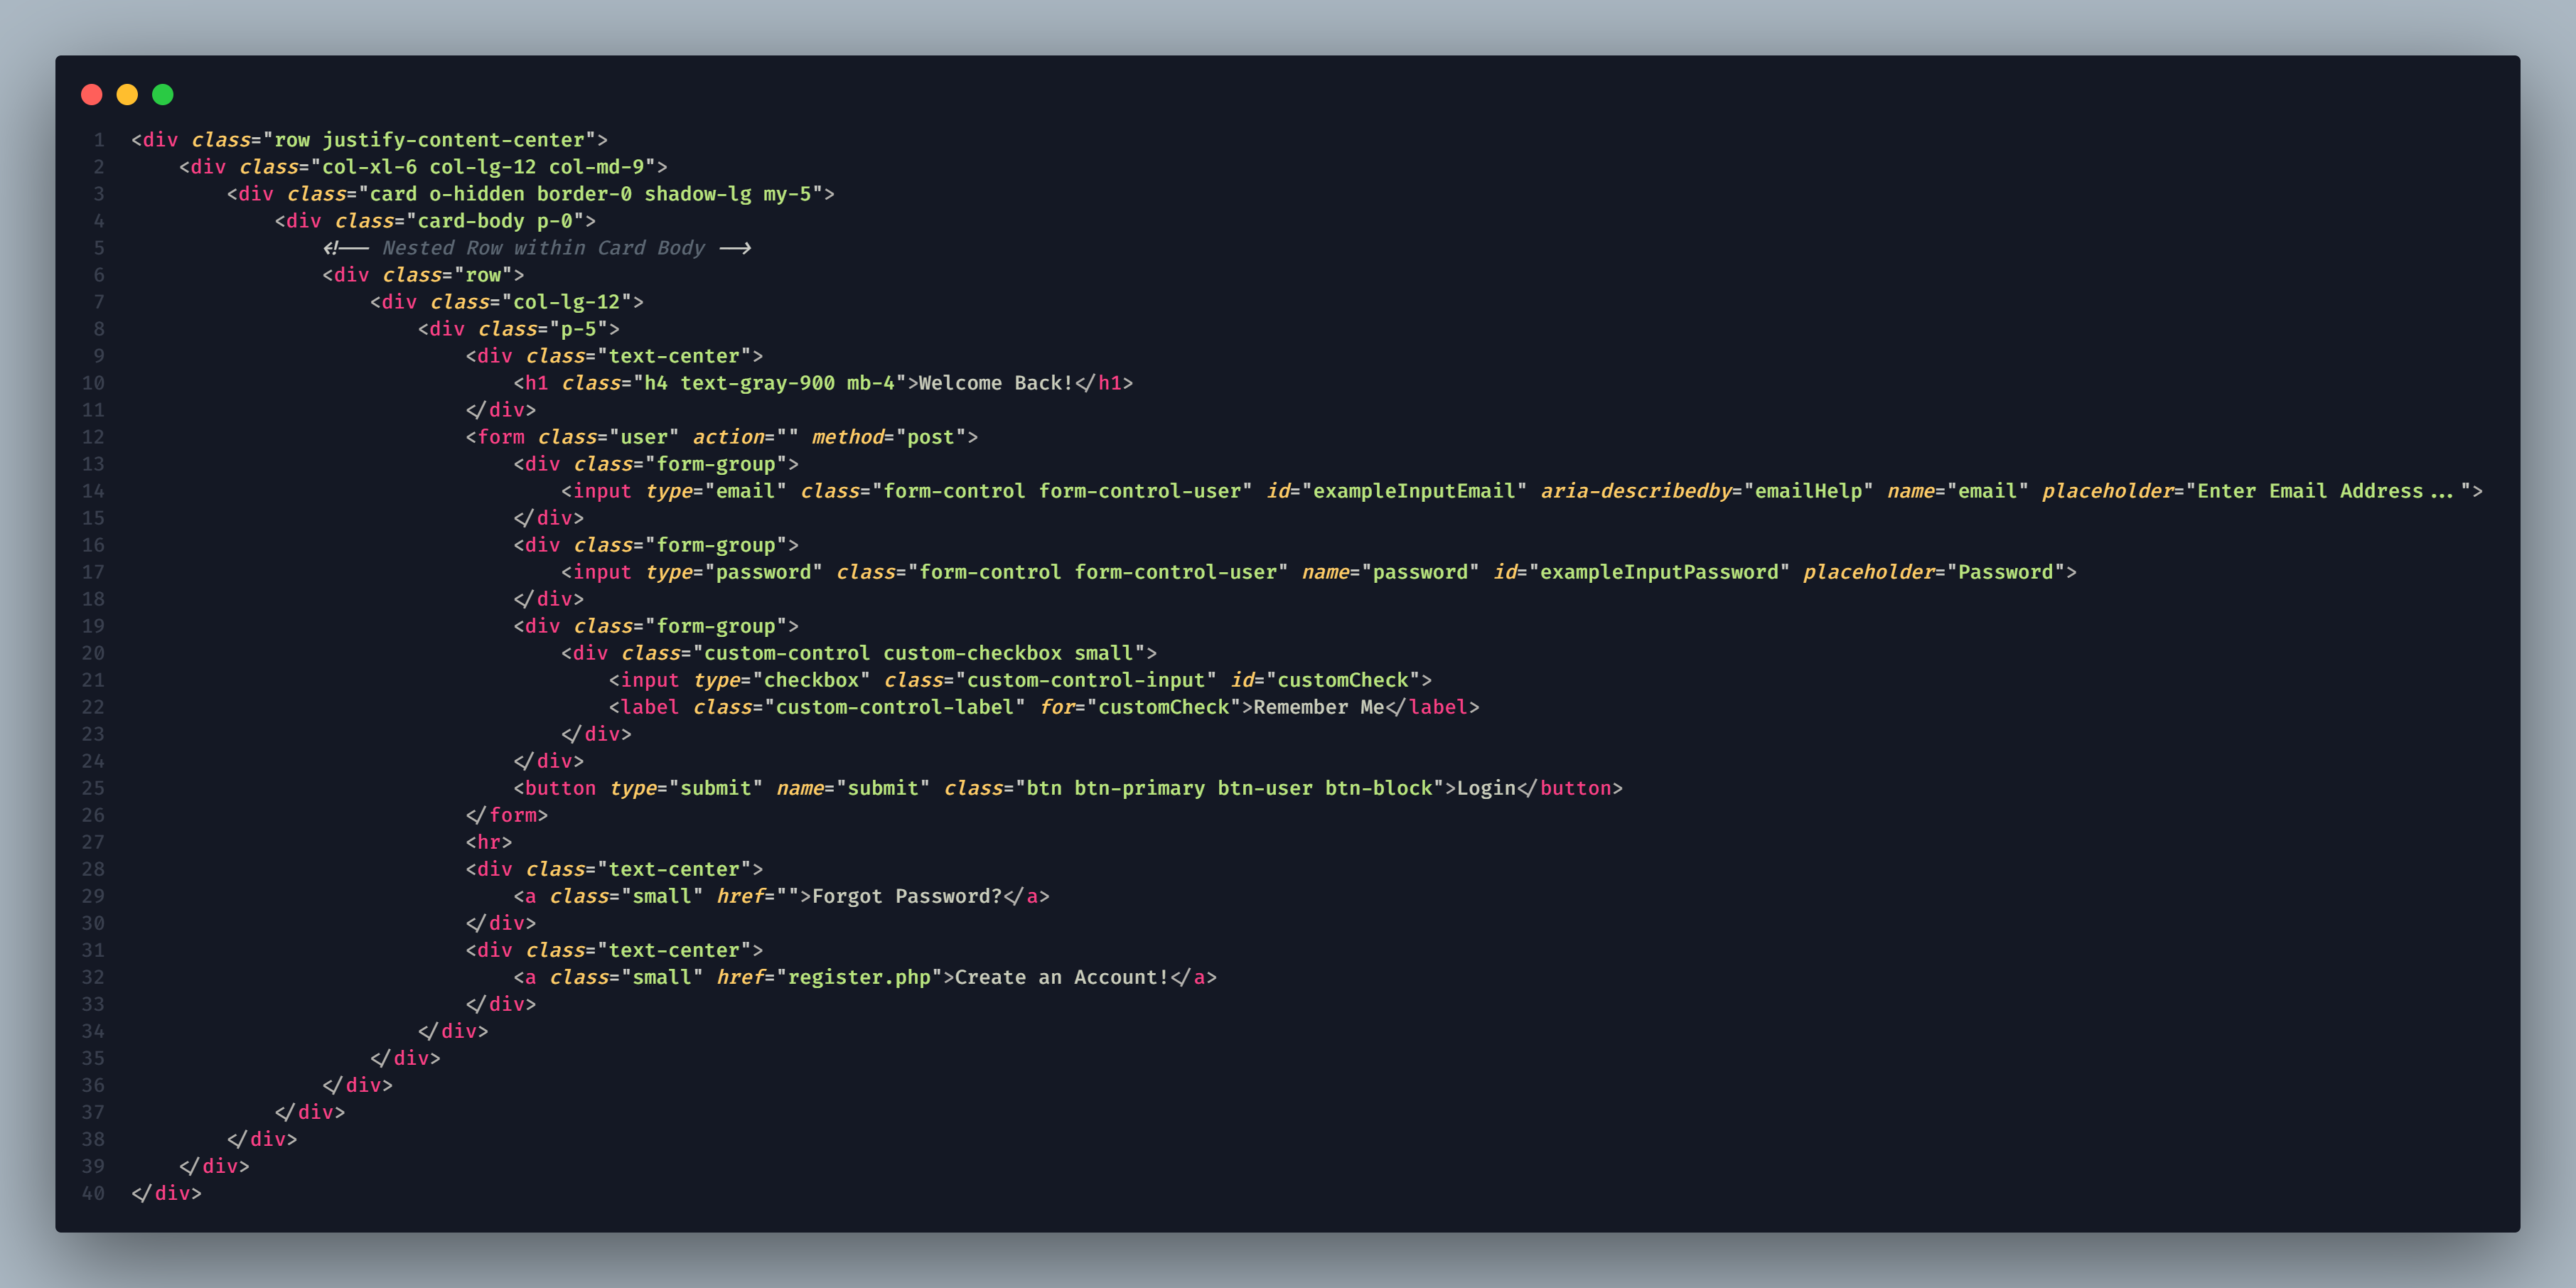 1 <div class="row justify-content-center">
2     <div class="col-xl-6 col-lg-12 col-md-9">
3         <div class="card o-hidden border-0 shadow-lg my-5">
4             <div class="card-body p-0">
5                 <!-- Nested Row within Card Body -->
6                 <div class="row">
7                     <div class="col-lg-12">
8                         <div class="p-5">
9                             <div class="text-center">
10                                 <h1 class="h4 text-gray-900 mb-4">Welcome Back!</h1>
11                             </div>
12                             <form class="user" action="" method="post">
13                                 <div class="form-group">
14                                     <input type="email" class="form-control form-control-user" id="exampleInputEmail" aria-describedby="emailHelp" name="email" placeholder="Enter Email Address...">
15                                 </div>
16                                 <div class="form-group">
17                                     <input type="password" class="form-control form-control-user" name="password" id="exampleInputPassword" placeholder="Password">
18                                 </div>
19                                 <div class="form-group">
20                                     <div class="custom-control custom-checkbox small">
21                                         <input type="checkbox" class="custom-control-input" id="customCheck">
22                                         <label class="custom-control-label" for="customCheck">Remember Me</label>
23                                     </div>
24                                 </div>
25                                 <button type="submit" name="submit" class="btn btn-primary btn-user btn-block">Login</button>
26                             </form>
27                             <hr>
28                             <div class="text-center">
29                                 <a class="small" href="">Forgot Password?</a>
30                             </div>
31                             <div class="text-center">
32                                 <a class="small" href="register.php">Create an Account!</a>
33                             </div>
34                         </div>
35                     </div>
36                 </div>
37             </div>
38         </div>
39     </div>
40 </div>